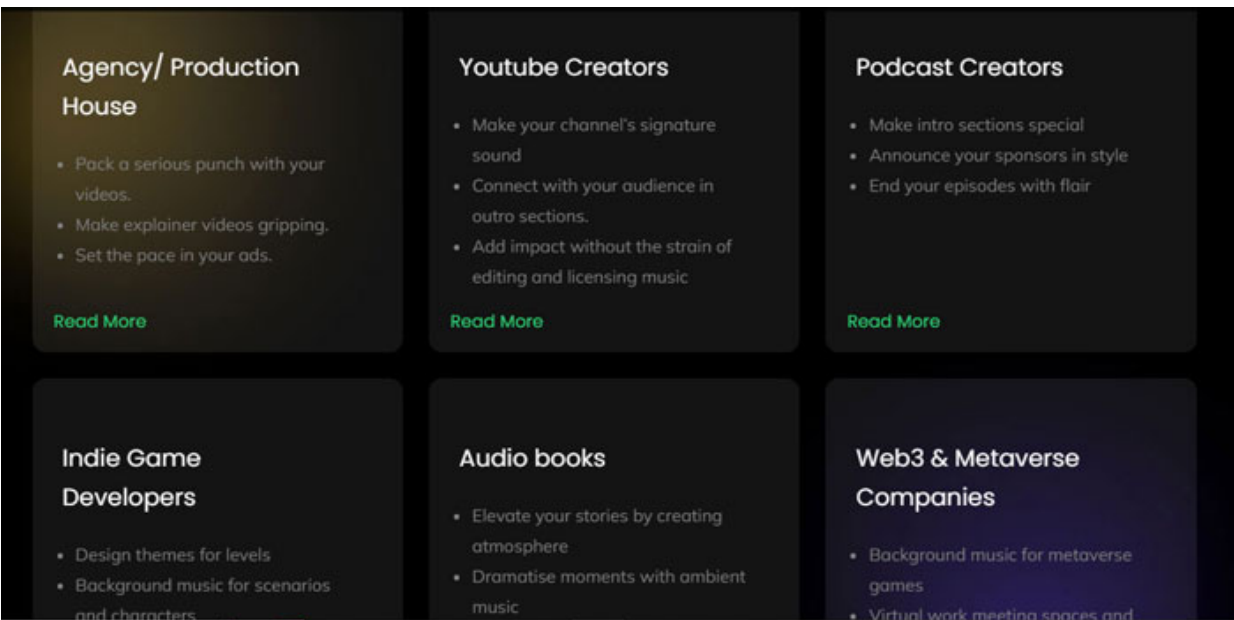 Agency/ Production
House
• Pack a serious punch with your
videos.
• Make explainer videos gripping.
• Set the pace in your ads.
Read More
Youtube Creators
• Make your channel's signature
sound
• Connect with your audience in
outro sections.
• Add impact without the strain of
editing and licensing music
Read More
Podcast Creators
• Make intro sections special
• Announce your sponsors in style
• End your episodes with flair
Read More
Indie Game
Developers
• Design themes for levels
• Background music for scenarios
and characters
Audio books
• Elevate your stories by creating
atmosphere
• Dramatise moments with ambient
music
Web3 & Metaverse
Companies
• Background music for metaverse
games
• Virtual work meeting spaces and